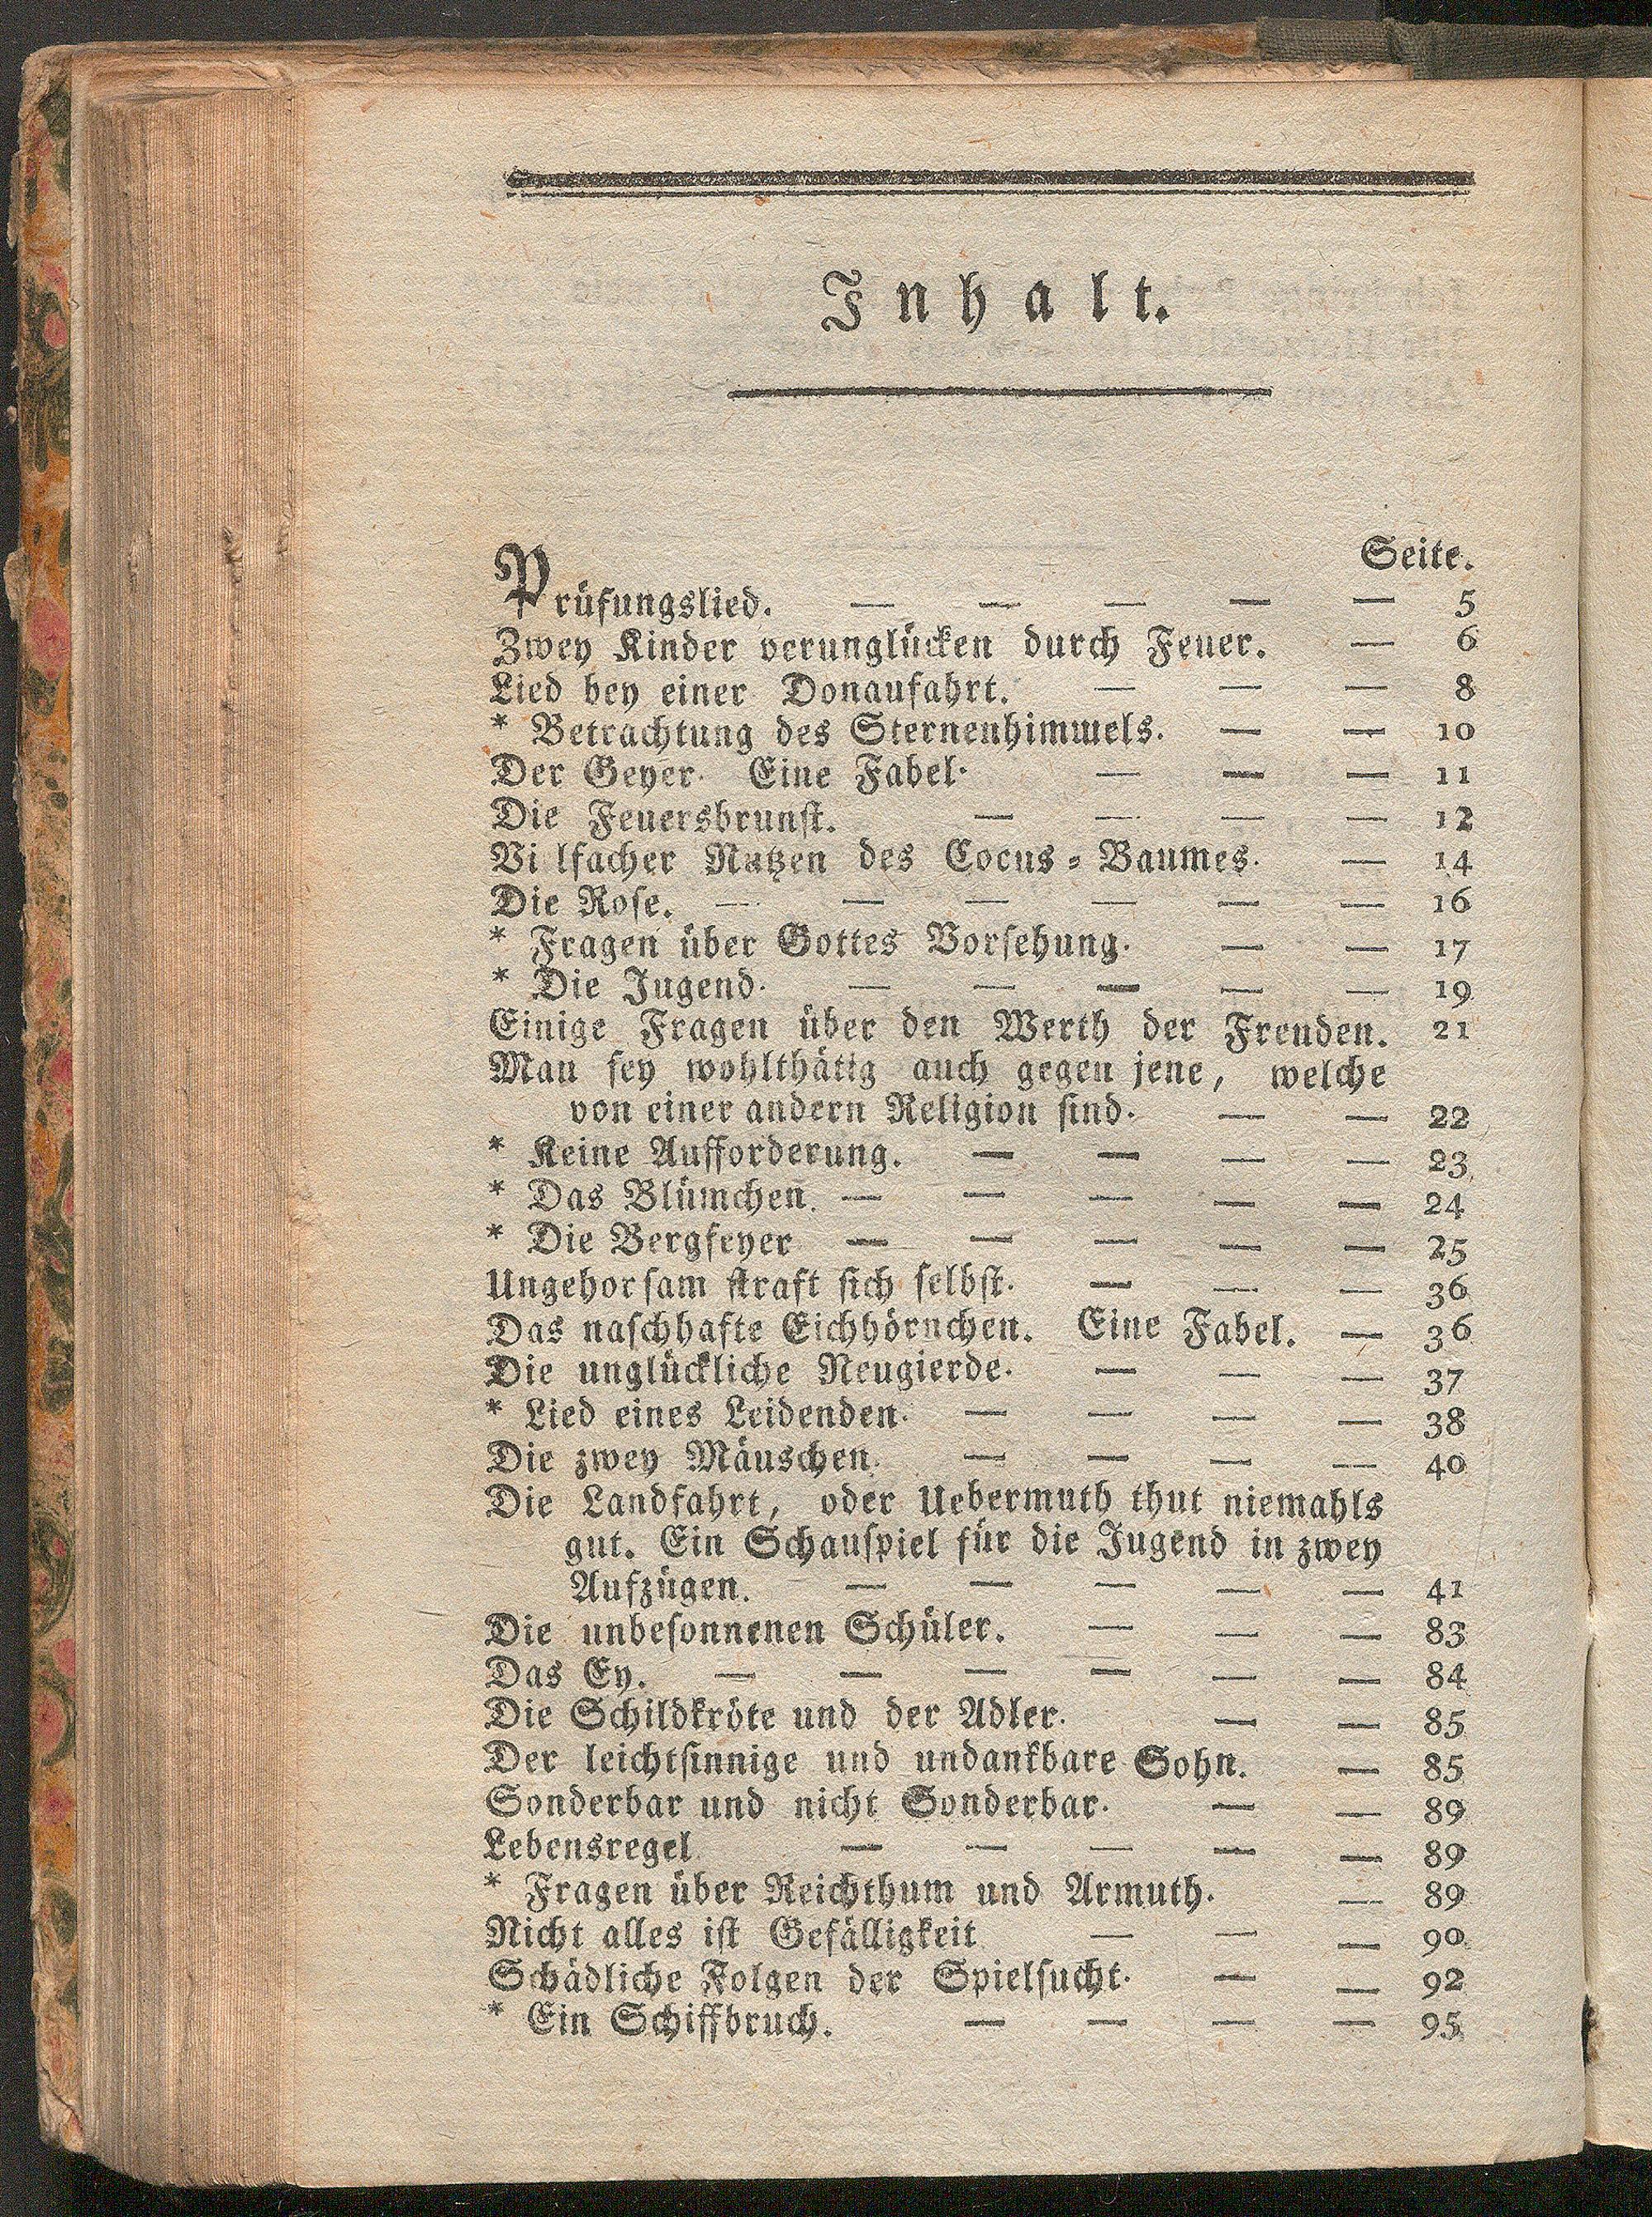 Inhalt.
Seite.
Prüfungslied. — — — — — 5
Zwey Kinder verunglücken durch Feuer. — 6
Lied bey einer Donaufahrt. — — — 8
* Betrachtung des Sternenhimmels. — — 10
Der Geyer. Eine Fabel. — — — 11
Die Feuersbrunst. — — — — 12
Vi lfacher Nutzen des Cocus-Baumes. — 14
Die Rose. — — — — — — 16
* Fragen über Gottes Vorsehung. — — 17
* Die Jugend. — — — — — 19
Einige Fragen über den Werth der Freuden. 21
Man sey wohlthätig auch gegen jene, welche
von einer andern Religion sind. — — 22
* Keine Aufforderung. — — — — 23
* Das Blümchen. — — — — — 24
* Die Bergfeyer — — — — — 25
Ungehorsam straft sich selbst. — — — 36
Das naschhafte Eichhörnchen. Eine Fabel. — 36
Die unglückliche Neugierde. — — — 37
* Lied eines Leidenden. — — — — 38
Die zwey Mäuschen. — — — — 40
Die Landfahrt, oder Uebermuth thut niemahls
gut. Ein Schauspiel für die Jugend in zwey
Aufzügen. — — — — — 41
Die unbesonnenen Schüler. — — — 83
Das Ey. — — — — — — 84
Die Schildkröte und der Adler. — — 85
Der leichtsinnige und undankbare Sohn. — 85
Sonderbar und nicht Sonderbar. — — 89
Lebensregel — — — — — 89
* Fragen über Reichthum und Armuth. — 89
Nicht alles ist Gefälligkeit — — — 90
Schädliche Folgen der Spielsucht. — — 92
* Ein Schiffbruch. — — — — 95